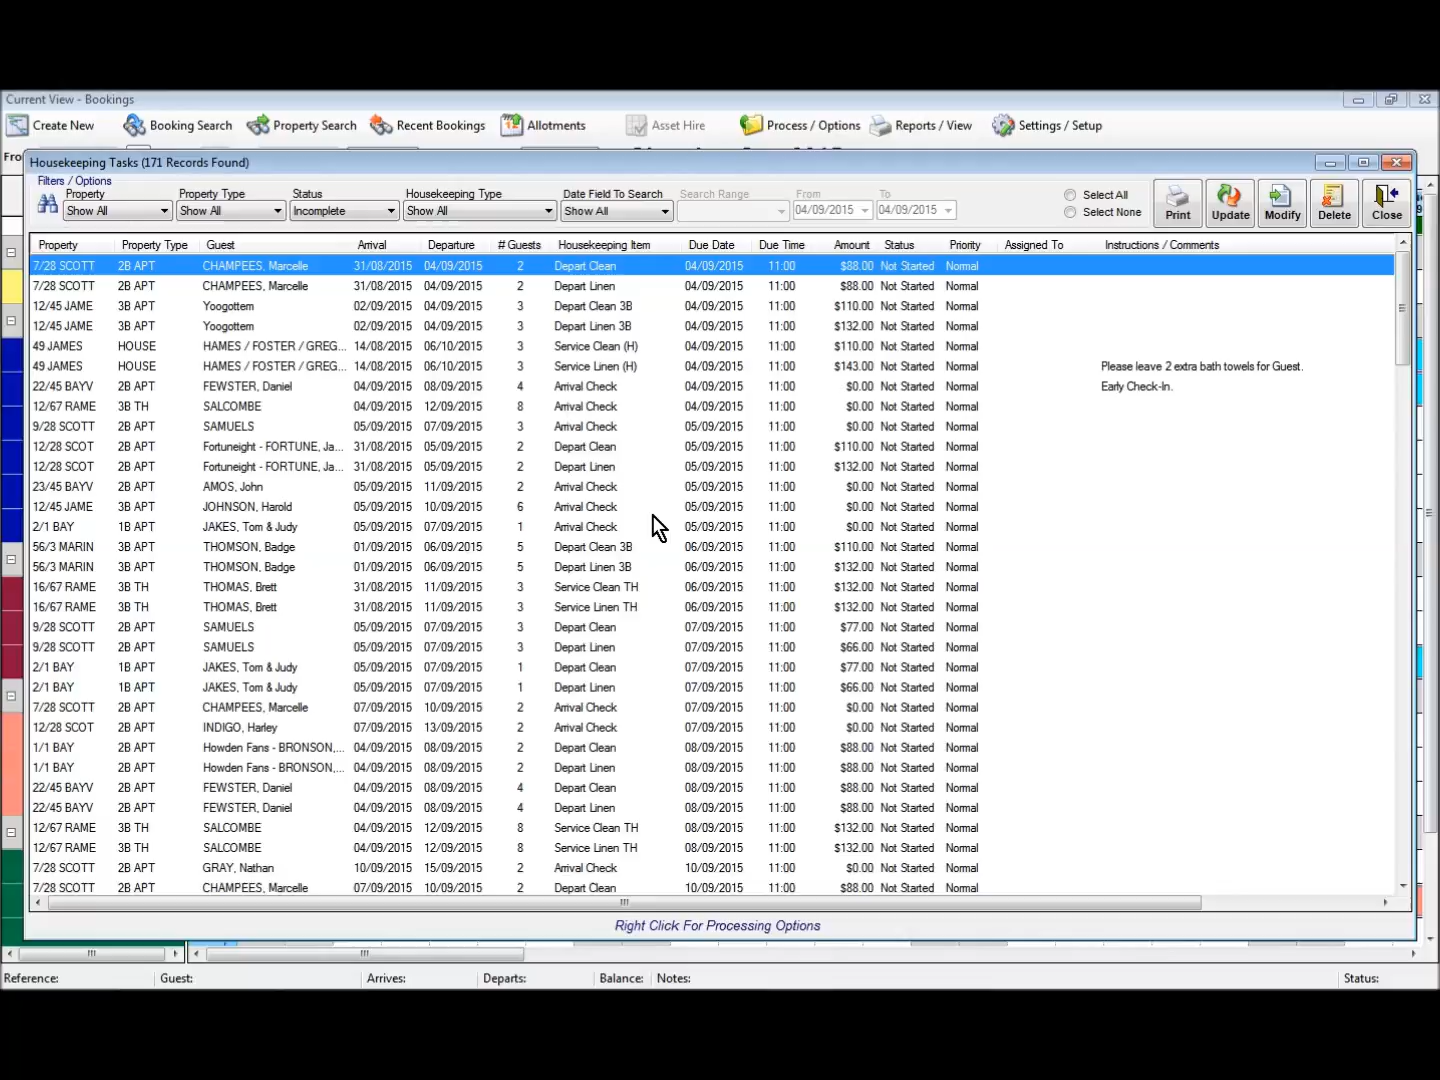 Current View - Bookings
Create New Booking Search Property Search Recent Bookings Allotments Asset Hire Process / Options Reports / View Settings / Setup
Fro
Housekeeping Tasks (171 Records Found)
Filters / Options
Property Property Type Status Housekeeping Type Date Field To Search Search Range From To
Show All Show All Incomplete Show All Show All 04/09/2015 04/09/2015
Select All
Select None
Print Update Modify Delete Close
Property Property Type Guest Arrival Departure # Guests Housekeeping Item Due Date Due Time Amount Status Priority Assigned To Instructions / Comments
7/28 SCOTT 2B APT CHAMPEES, Marcelle 31/08/2015 04/09/2015 2 Depart Clean 04/09/2015 11:00 $88.00 Not Started Normal
7/28 SCOTT 2B APT CHAMPEES, Marcelle 31/08/2015 04/09/2015 2 Depart Linen 04/09/2015 11:00 $88.00 Not Started Normal
12/45 JAME 3B APT Yoogottem 02/09/2015 04/09/2015 3 Depart Clean 3B 04/09/2015 11:00 $110.00 Not Started Normal
12/45 JAME 3B APT Yoogottem 02/09/2015 04/09/2015 3 Depart Linen 3B 04/09/2015 11:00 $132.00 Not Started Normal
49 JAMES HOUSE HAMES / FOSTER / GREG... 14/08/2015 06/10/2015 3 Service Clean (H) 04/09/2015 11:00 $110.00 Not Started Normal
49 JAMES HOUSE HAMES / FOSTER / GREG... 14/08/2015 06/10/2015 3 Service Linen (H) 04/09/2015 11:00 $143.00 Not Started Normal Please leave 2 extra bath towels for Guest.
22/45 BAYV 2B APT FEWSTER, Daniel 04/09/2015 08/09/2015 4 Arrival Check 04/09/2015 11:00 $0.00 Not Started Normal Early Check-In.
12/67 RAME 3B TH SALCOMBE 04/09/2015 12/09/2015 8 Arrival Check 04/09/2015 11:00 $0.00 Not Started Normal
9/28 SCOTT 2B APT SAMUELS 05/09/2015 07/09/2015 3 Arrival Check 05/09/2015 11:00 $0.00 Not Started Normal
12/28 SCOT 2B APT Fortuneight - FORTUNE, Ja... 31/08/2015 05/09/2015 2 Depart Clean 05/09/2015 11:00 $110.00 Not Started Normal
12/28 SCOT 2B APT Fortuneight - FORTUNE, Ja... 31/08/2015 05/09/2015 2 Depart Linen 05/09/2015 11:00 $132.00 Not Started Normal
23/45 BAYV 2B APT AMOS, John 05/09/2015 11/09/2015 2 Arrival Check 05/09/2015 11:00 $0.00 Not Started Normal
12/45 JAME 3B APT JOHNSON, Harold 05/09/2015 10/09/2015 6 Arrival Check 05/09/2015 11:00 $0.00 Not Started Normal
2/1 BAY 1B APT JAKES, Tom & Judy 05/09/2015 07/09/2015 1 Arrival Check 05/09/2015 11:00 $0.00 Not Started Normal
56/3 MARIN 3B APT THOMSON, Badge 01/09/2015 06/09/2015 5 Depart Clean 3B 06/09/2015 11:00 $110.00 Not Started Normal
56/3 MARIN 3B APT THOMSON, Badge 01/09/2015 06/09/2015 5 Depart Linen 3B 06/09/2015 11:00 $132.00 Not Started Normal
16/67 RAME 3B TH THOMAS, Brett 31/08/2015 11/09/2015 3 Service Clean TH 06/09/2015 11:00 $132.00 Not Started Normal
16/67 RAME 3B TH THOMAS, Brett 31/08/2015 11/09/2015 3 Service Linen TH 06/09/2015 11:00 $132.00 Not Started Normal
9/28 SCOTT 2B APT SAMUELS 05/09/2015 07/09/2015 3 Depart Clean 07/09/2015 11:00 $77.00 Not Started Normal
9/28 SCOTT 2B APT SAMUELS 05/09/2015 07/09/2015 3 Depart Linen 07/09/2015 11:00 $66.00 Not Started Normal
2/1 BAY 1B APT JAKES, Tom & Judy 05/09/2015 07/09/2015 1 Depart Clean 07/09/2015 11:00 $77.00 Not Started Normal
2/1 BAY 1B APT JAKES, Tom & Judy 05/09/2015 07/09/2015 1 Depart Linen 07/09/2015 11:00 $66.00 Not Started Normal
7/28 SCOTT 2B APT CHAMPEES, Marcelle 07/09/2015 10/09/2015 2 Arrival Check 07/09/2015 11:00 $0.00 Not Started Normal
12/28 SCOT 2B APT INDIGO, Harley 07/09/2015 13/09/2015 2 Arrival Check 07/09/2015 11:00 $0.00 Not Started Normal
1/1 BAY 2B APT Howden Fans - BRONSON,... 04/09/2015 08/09/2015 2 Depart Clean 08/09/2015 11:00 $88.00 Not Started Normal
1/1 BAY 2B APT Howden Fans - BRONSON,... 04/09/2015 08/09/2015 2 Depart Linen 08/09/2015 11:00 $88.00 Not Started Normal
22/45 BAYV 2B APT FEWSTER, Daniel 04/09/2015 08/09/2015 4 Depart Clean 08/09/2015 11:00 $88.00 Not Started Normal
22/45 BAYV 2B APT FEWSTER, Daniel 04/09/2015 08/09/2015 4 Depart Linen 08/09/2015 11:00 $88.00 Not Started Normal
12/67 RAME 3B TH SALCOMBE 04/09/2015 12/09/2015 8 Service Clean TH 08/09/2015 11:00 $132.00 Not Started Normal
12/67 RAME 3B TH SALCOMBE 04/09/2015 12/09/2015 8 Service Linen TH 08/09/2015 11:00 $132.00 Not Started Normal
7/28 SCOTT 2B APT GRAY, Nathan 10/09/2015 15/09/2015 2 Arrival Check 10/09/2015 11:00 $0.00 Not Started Normal
7/28 SCOTT 2B APT CHAMPEES, Marcelle 07/09/2015 10/09/2015 2 Depart Clean 10/09/2015 11:00 $88.00 Not Started Normal
Right Click For Processing Options
Reference: Guest: Arrives: Departs: Balance: Notes: Status: